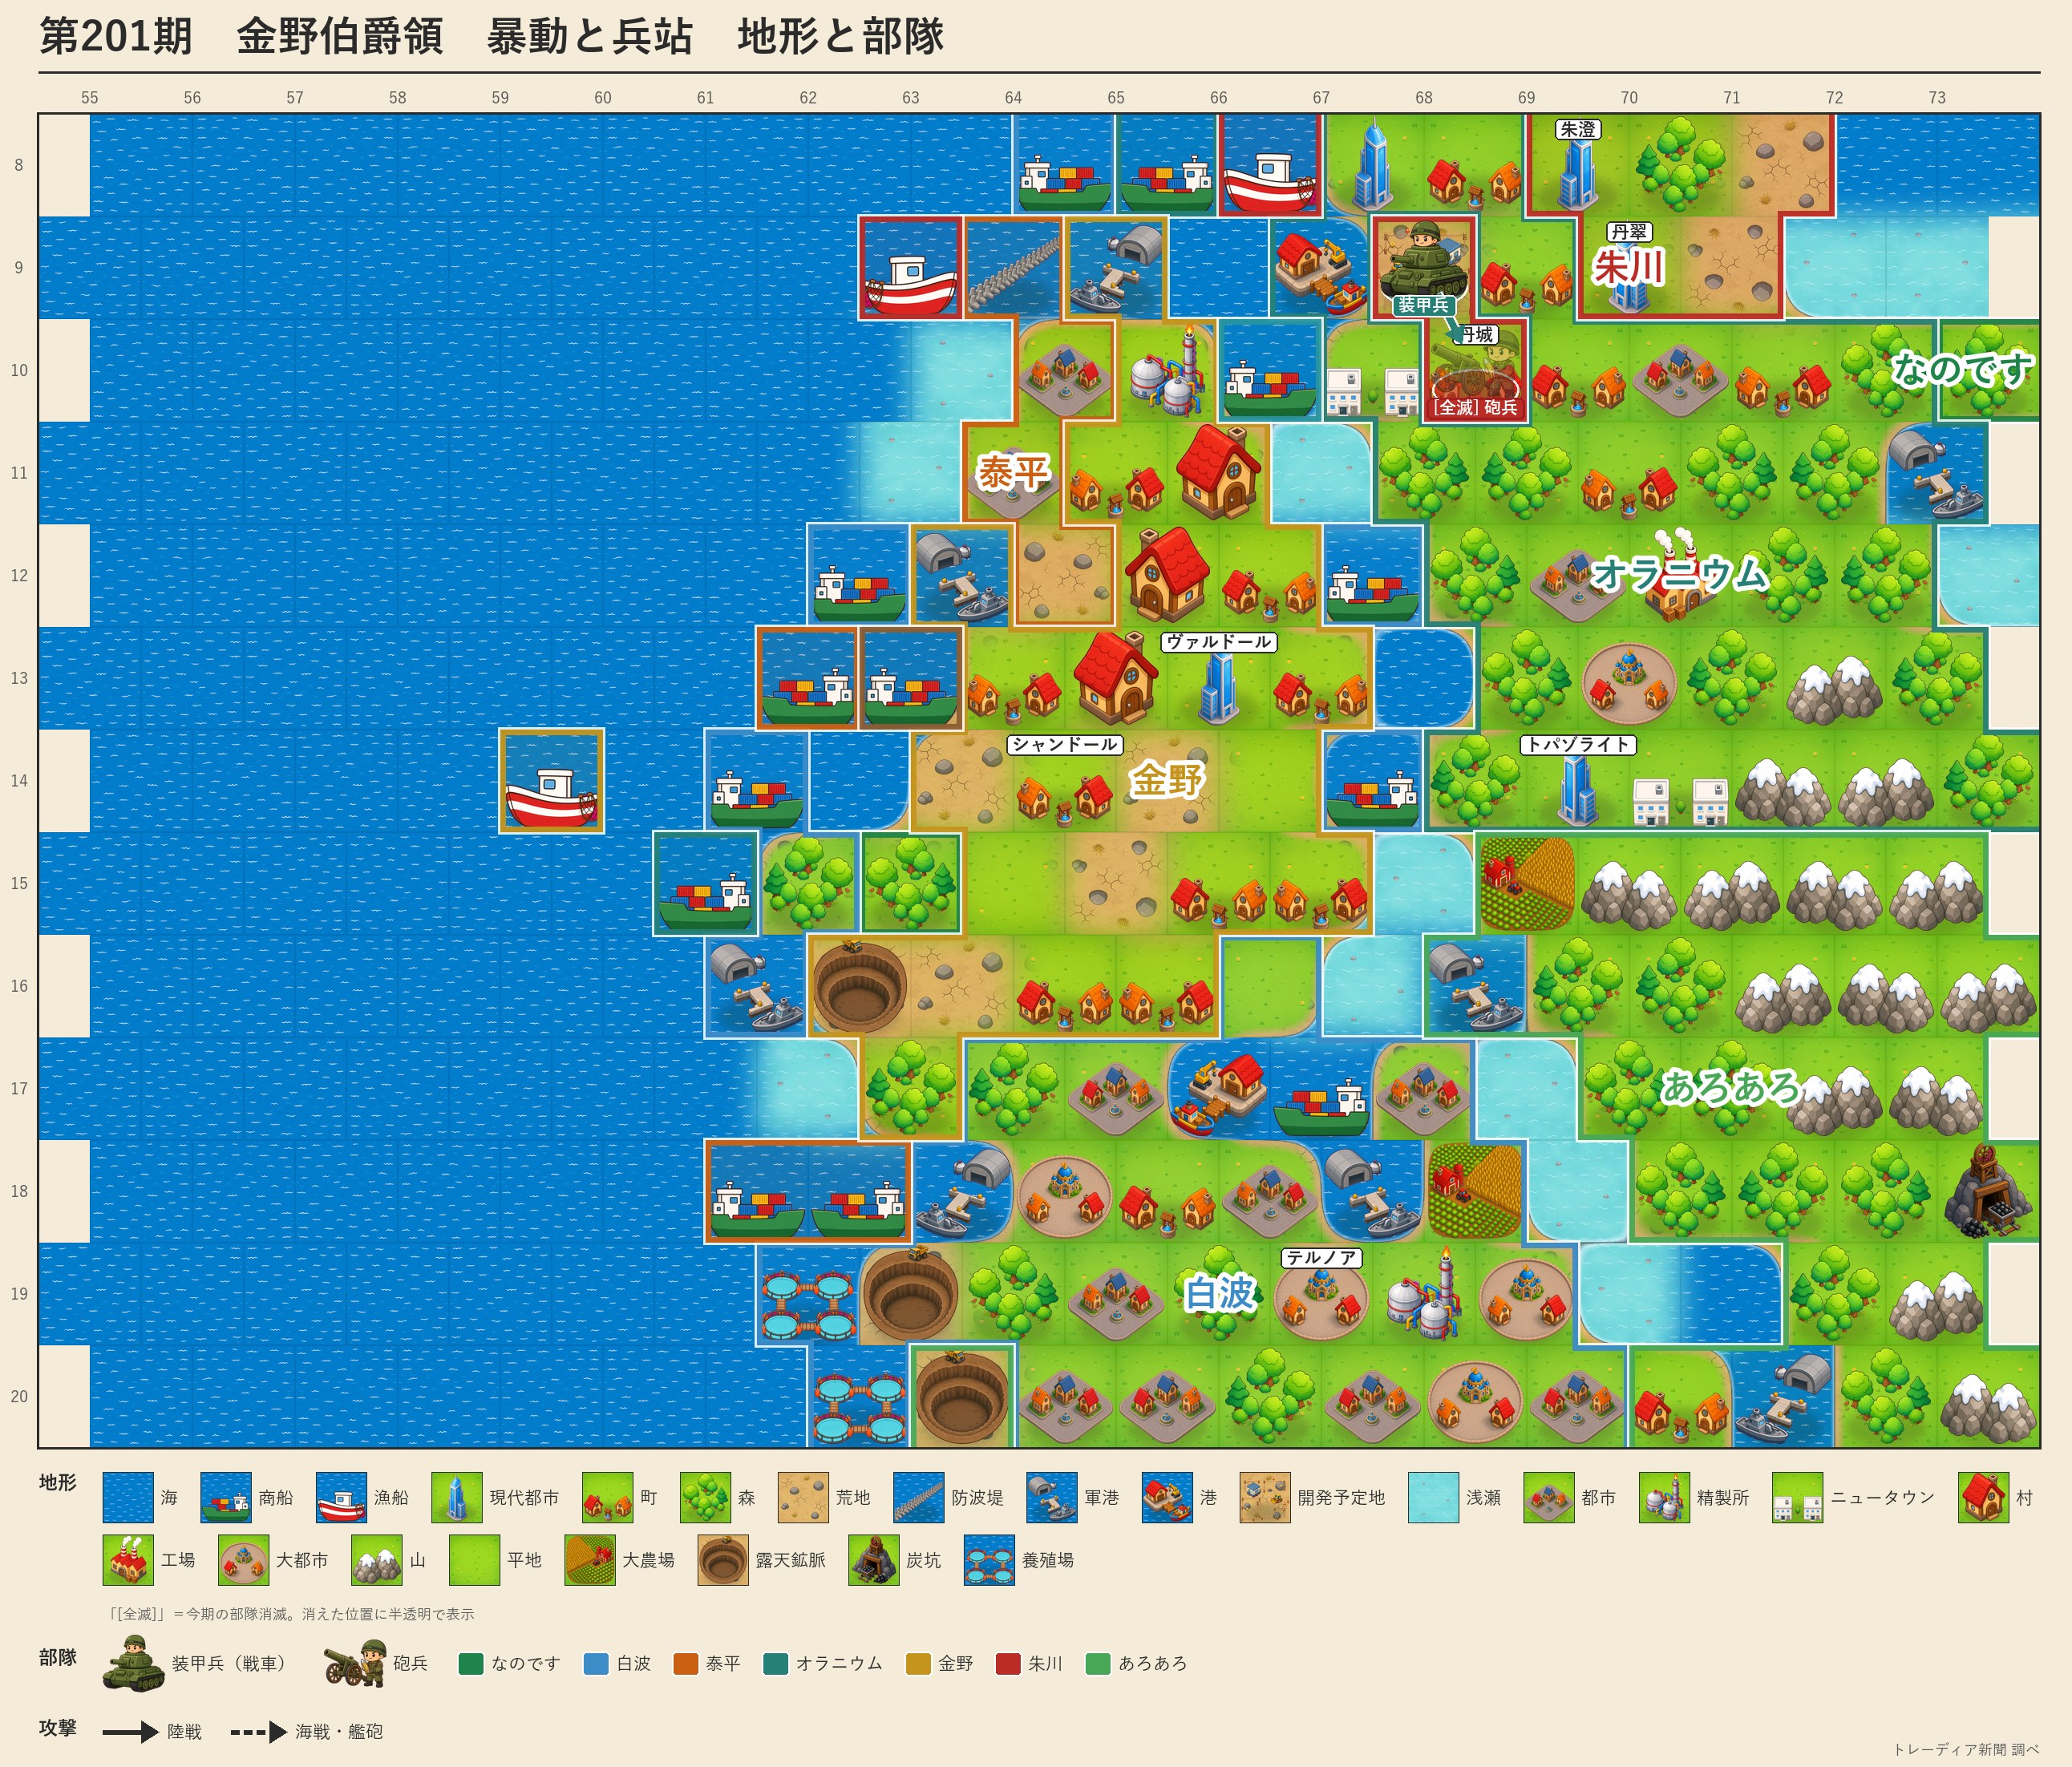 第201期　金野伯爵領　暴動と兵站　地形と部隊
55 56 57 58 59 60 61 62 63 64 65 66 67 68 69 70 71 72 73
8
朱澄
9
丹翠
朱川
装甲兵
10
丹城
[全滅] 砲兵
なのです
11
泰平
12
オラニウム
13
ヴァルドール
14
シャンドール
金野
トパゾライト
15
16
17
あろあろ
18
19
テルノア
白波
20
地形 海 商船 漁船 現代都市 町 森 荒地 防波堤 軍港 港 開発予定地 浅瀬 都市 精製所 ニュータウン 村
工場 大都市 山 平地 大農場 露天鉱脈 炭坑 養殖場
「[全滅]」＝今期の部隊消滅。消えた位置に半透明で表示
部隊 装甲兵（戦車） 砲兵 なのです 白波 泰平 オラニウム 金野 朱川 あろあろ
攻撃 陸戦 海戦・艦砲
トレーディア新聞 調べ